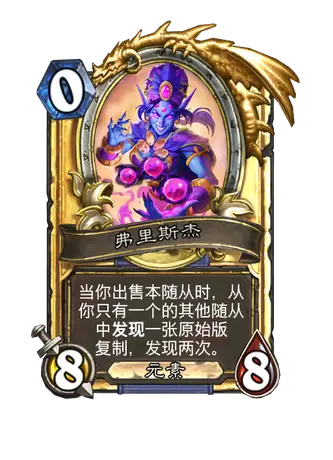 0
弗里斯杰
当你出售本随从时，从
你只有一个的其他随从
中发现一张原始版
复制，发现两次。
8
元素
8